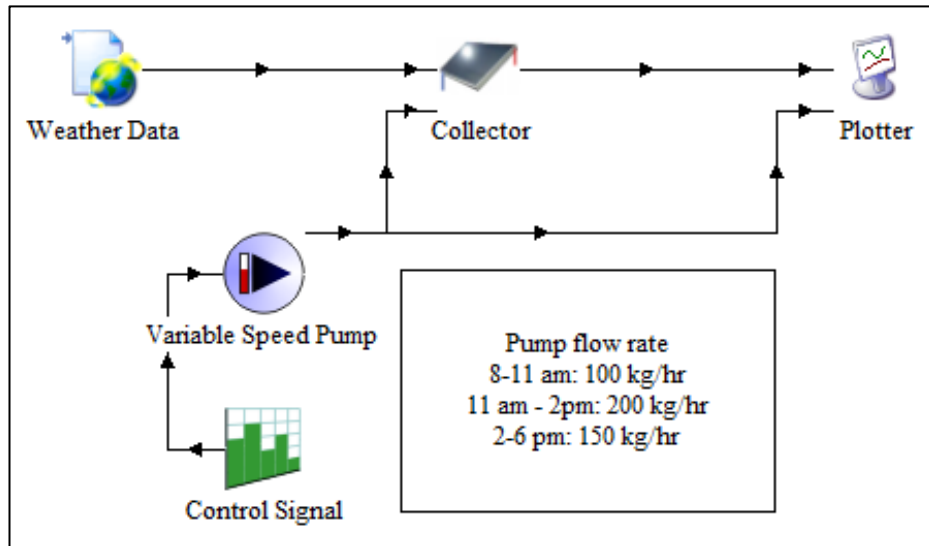 Weather Data
Collector
Plotter
Variable Speed Pump
Pump flow rate
8-11 am: 100 kg/hr
11 am - 2pm: 200 kg/hr
2-6 pm: 150 kg/hr
Control Signal